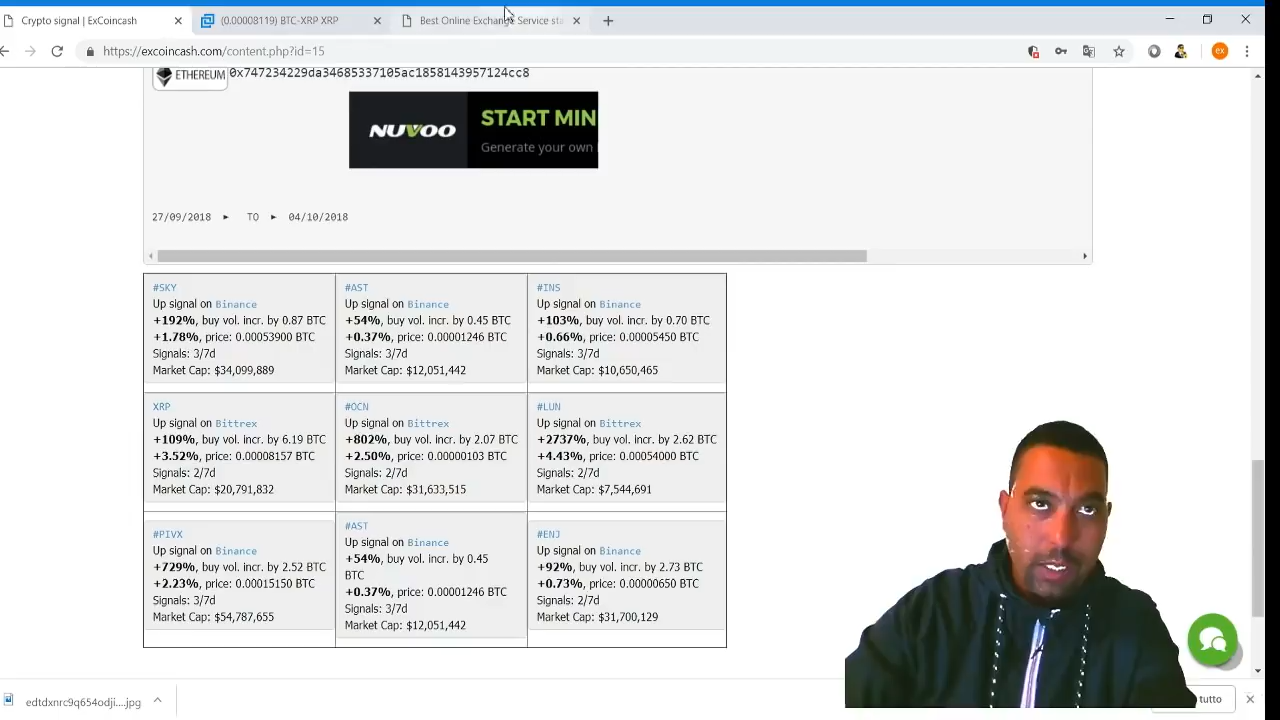 Crypto signal | ExCoincash
(0.00008119) BTC-XRP XRP
Best Online Exchange Service sta
https://excoincash.com/content.php?id=15
ex
ETHEREUM 0x747234229da34685337105ac1858143957124cc8
NUVOO
START MIN
Generate your own
27/09/2018 ► TO ► 04/10/2018
#SKY
Up signal on Binance
+192%, buy vol. incr. by 0.87 BTC
+1.78%, price: 0.00053900 BTC
Signals: 3/7d
Market Cap: $34,099,889
#AST
Up signal on Binance
+54%, buy vol. incr. by 0.45 BTC
+0.37%, price: 0.00001246 BTC
Signals: 3/7d
Market Cap: $12,051,442
#INS
Up signal on Binance
+103%, buy vol. incr. by 0.70 BTC
+0.66%, price: 0.00005450 BTC
Signals: 3/7d
Market Cap: $10,650,465
XRP
Up signal on Bittrex
+109%, buy vol. incr. by 6.19 BTC
+3.52%, price: 0.00008157 BTC
Signals: 2/7d
Market Cap: $20,791,832
#OCN
Up signal on Bittrex
+802%, buy vol. incr. by 2.07 BTC
+2.50%, price: 0.00000103 BTC
Signals: 2/7d
Market Cap: $31,633,515
#LUN
Up signal on Bittrex
+2737%, buy vol. incr. by 2.62 BTC
+4.43%, price: 0.00054000 BTC
Signals: 2/7d
Market Cap: $7,544,691
#PIVX
Up signal on Binance
+729%, buy vol. incr. by 2.52 BTC
+2.23%, price: 0.00015150 BTC
Signals: 3/7d
Market Cap: $54,787,655
#AST
Up signal on Binance
+54%, buy vol. incr. by 0.45
BTC
+0.37%, price: 0.00001246 BTC
Signals: 3/7d
Market Cap: $12,051,442
#ENJ
Up signal on Binance
+92%, buy vol. incr. by 2.73 BTC
+0.73%, price: 0.00000650 BTC
Signals: 2/7d
Market Cap: $31,700,129
edtdxnrc9q654odji....jpg
tutto